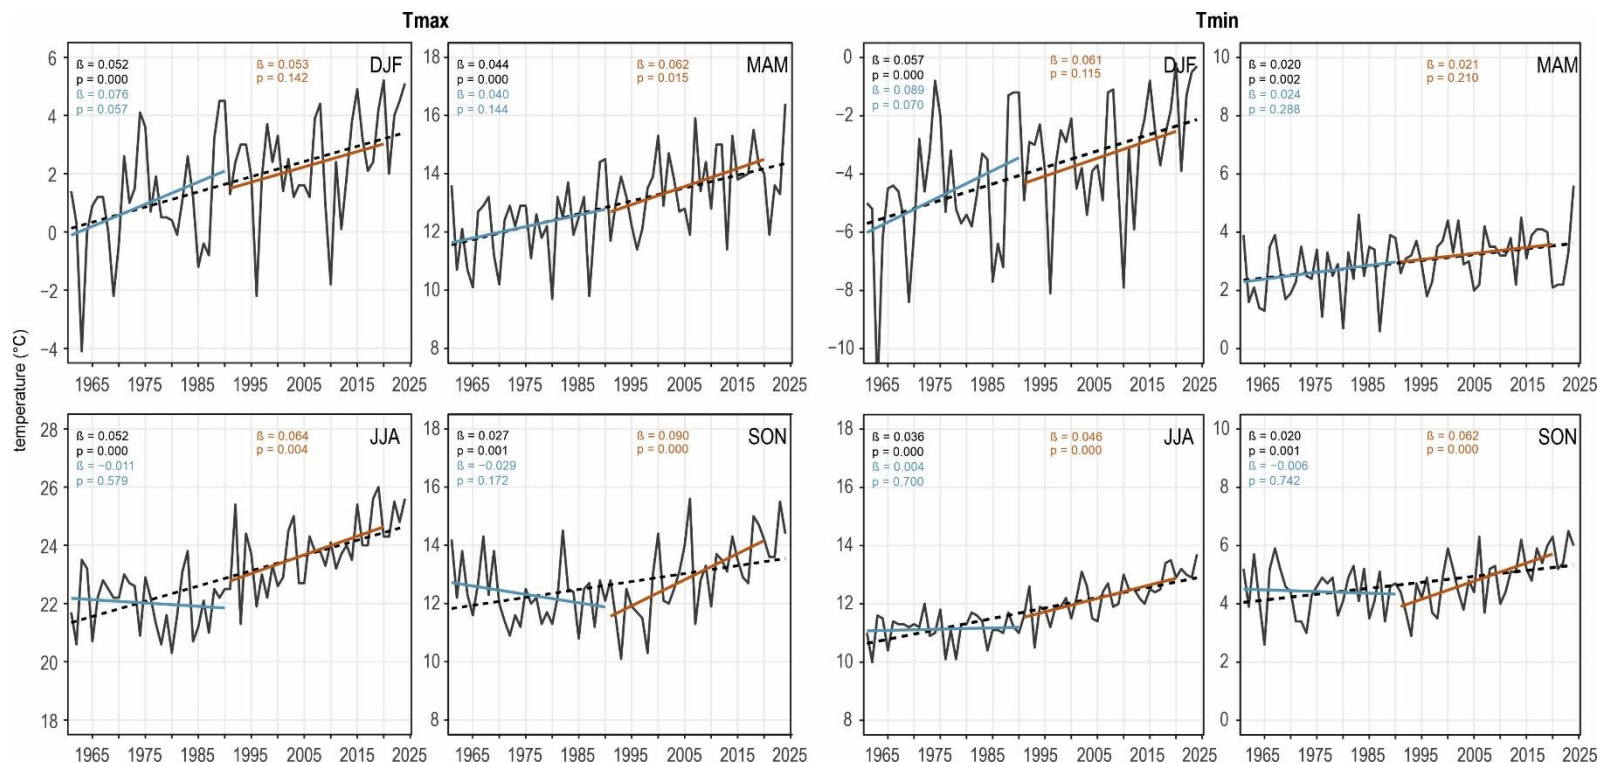 Tmax
Tmin
temperature (°C)
6
4
2
0
−2
−4
ß = 0.052
p = 0.000
ß = 0.076
p = 0.057
ß = 0.053
p = 0.142
DJF
1965 1975 1985 1995 2005 2015 2025
18
16
14
12
10
8
ß = 0.044
p = 0.000
ß = 0.040
p = 0.144
ß = 0.062
p = 0.015
MAM
1965 1975 1985 1995 2005 2015 2025
0
−2
−4
−6
−8
−10
ß = 0.057
p = 0.000
ß = 0.089
p = 0.070
ß = 0.061
p = 0.115
DJF
1965 1975 1985 1995 2005 2015 2025
10
8
6
4
2
0
ß = 0.020
p = 0.002
ß = 0.024
p = 0.288
ß = 0.021
p = 0.210
MAM
1965 1975 1985 1995 2005 2015 2025
28
26
24
22
20
18
ß = 0.052
p = 0.000
ß = −0.011
p = 0.579
ß = 0.064
p = 0.004
JJA
1965 1975 1985 1995 2005 2015 2025
18
16
14
12
10
8
ß = 0.027
p = 0.001
ß = −0.029
p = 0.172
ß = 0.090
p = 0.000
SON
1965 1975 1985 1995 2005 2015 2025
18
16
14
12
10
8
ß = 0.036
p = 0.000
ß = 0.004
p = 0.700
ß = 0.046
p = 0.000
JJA
1965 1975 1985 1995 2005 2015 2025
10
8
6
4
2
0
ß = 0.020
p = 0.001
ß = −0.006
p = 0.742
ß = 0.062
p = 0.000
SON
1965 1975 1985 1995 2005 2015 2025